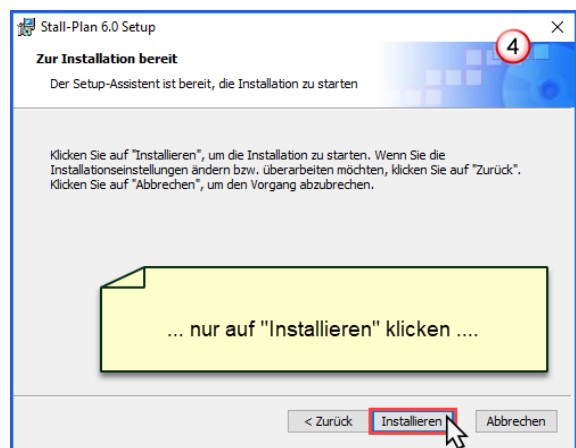 Stall-Plan 6.0 Setup
4
Zur Installation bereit
Der Setup-Assistent ist bereit, die Installation zu starten
Klicken Sie auf "Installieren", um die Installation zu starten. Wenn Sie die
Installationseinstellungen ändern bzw. überarbeiten möchten, klicken Sie auf "Zurück".
Klicken Sie auf "Abbrechen", um den Vorgang abzubrechen.
... nur auf "Installieren" klicken ....
< Zurück Installieren Abbrechen